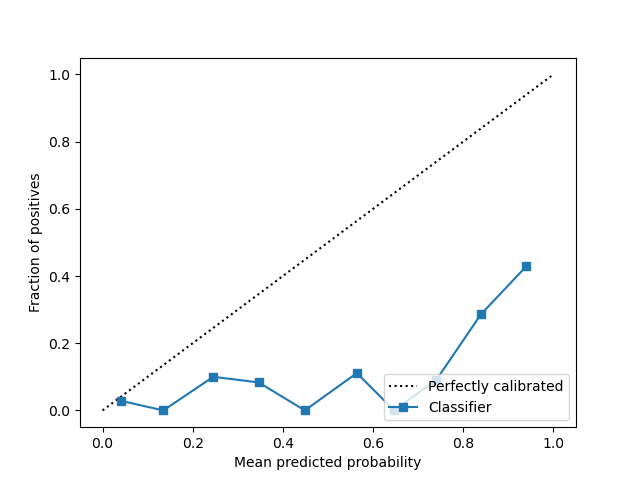 1.0
0.8
0.6
0.4
0.2
0.0
Fraction of positives
Perfectly calibrated
Classifier
0.0 0.2 0.4 0.6 0.8 1.0
Mean predicted probability